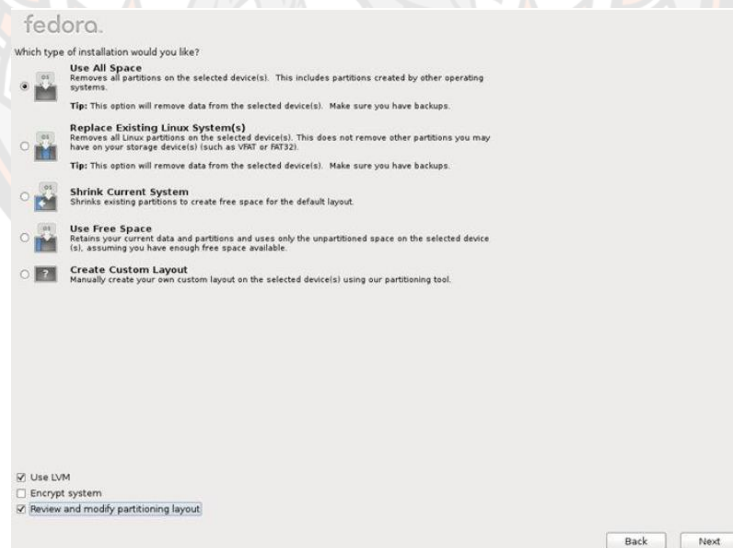 fedora.
Which type of installation would you like?
Use All Space
Removes all partitions on the selected device(s). This includes partitions created by other operating
systems.
Tip: This option will remove data from the selected device(s). Make sure you have backups.
Replace Existing Linux System(s)
Removes all Linux partitions on the selected device(s). This does not remove other partitions you may
have on your storage device(s) (such as VFAT or FAT32).
Tip: This option will remove data from the selected device(s). Make sure you have backups.
Shrink Current System
Shrinks existing partitions to create free space for the default layout.
Use Free Space
Retains your current data and partitions and uses only the unpartitioned space on the selected device
(s), assuming you have enough free space available.
Create Custom Layout
Manually create your own custom layout on the selected device(s) using our partitioning tool.
Use LVM
Encrypt system
Review and modify partitioning layout
Back Next